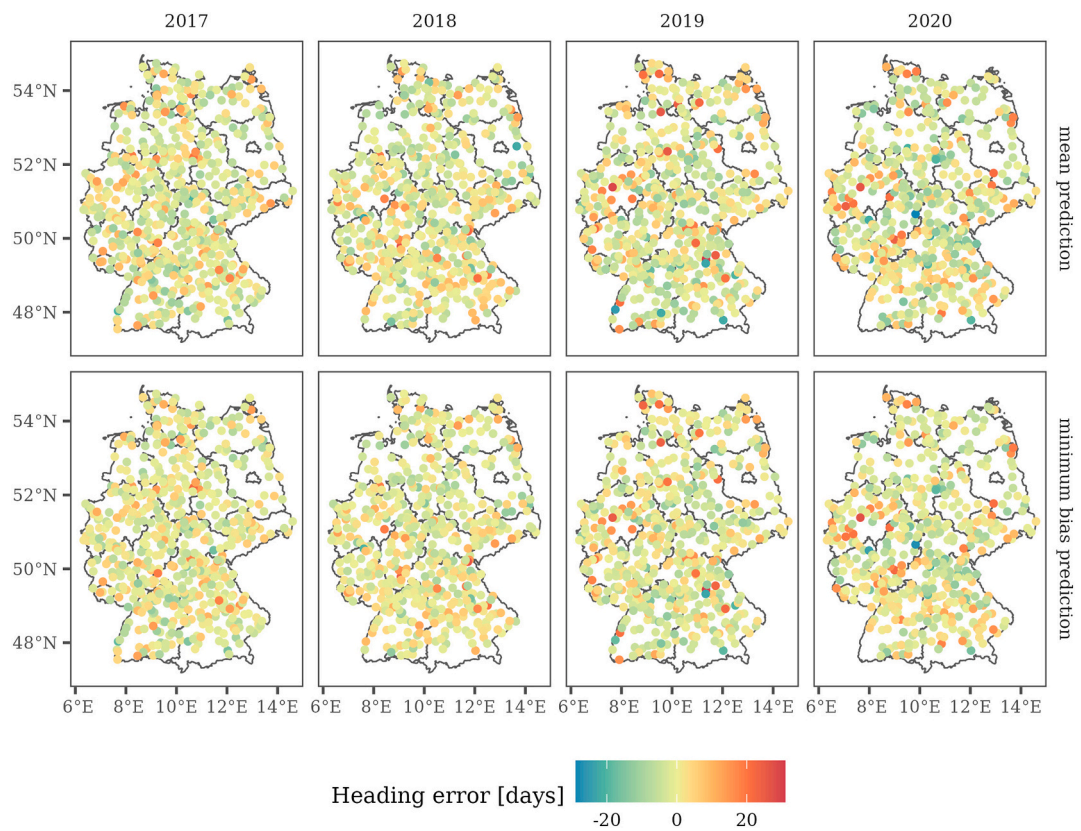 2017 2018 2019 2020
54°N
52°N
50°N
48°N
mean prediction
54°N
52°N
50°N
48°N
minimum bias prediction
6°E 8°E 10°E 12°E 14°E 6°E 8°E 10°E 12°E 14°E 6°E 8°E 10°E 12°E 14°E 6°E 8°E 10°E 12°E 14°E
Heading error [days]
-20 0 20